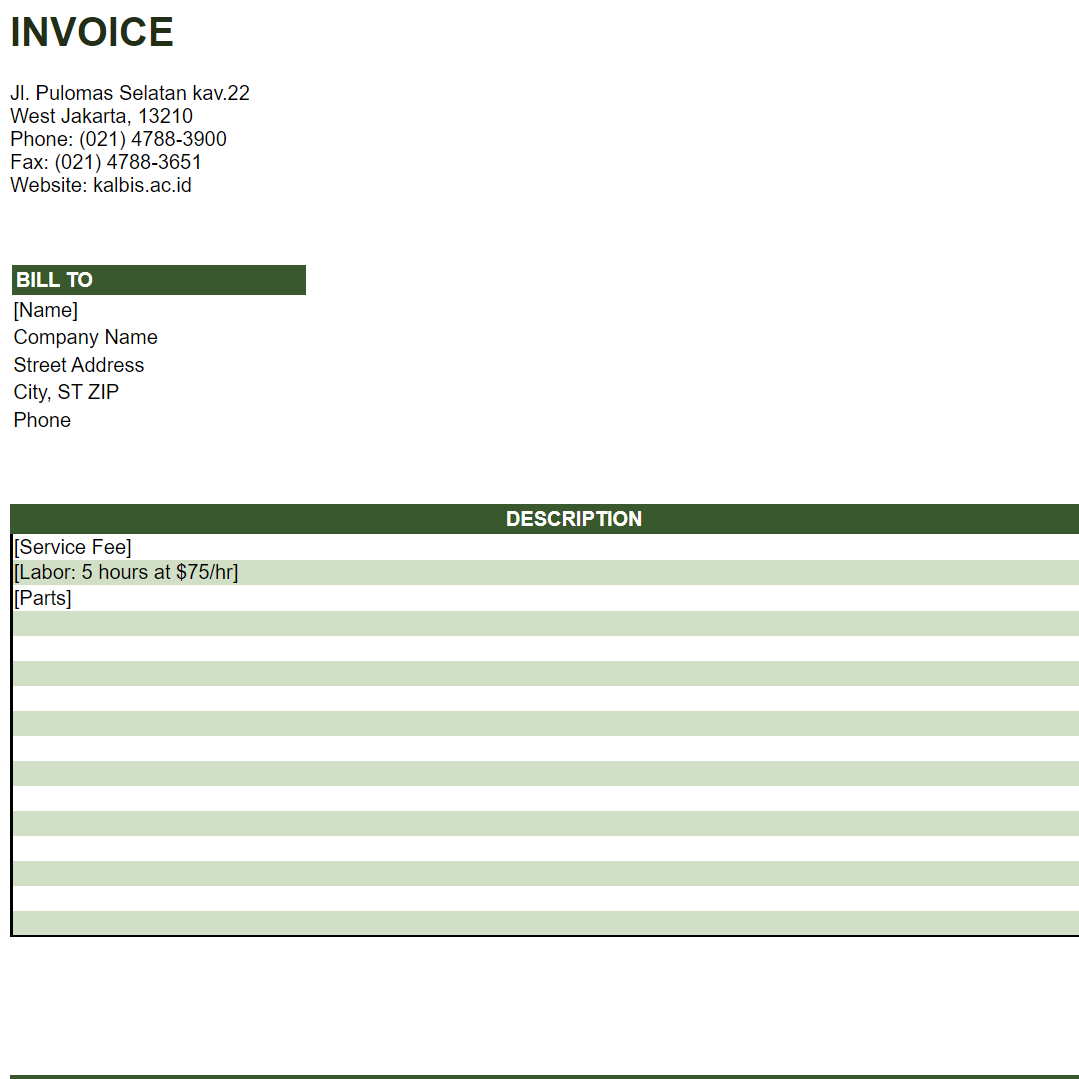 INVOICE
Jl. Pulomas Selatan kav.22
West Jakarta, 13210
Phone: (021) 4788-3900
Fax: (021) 4788-3651
Website: kalbis.ac.id
BILL TO
[Name]
Company Name
Street Address
City, ST ZIP
Phone
DESCRIPTION
[Service Fee]
[Labor: 5 hours at $75/hr]
[Parts]